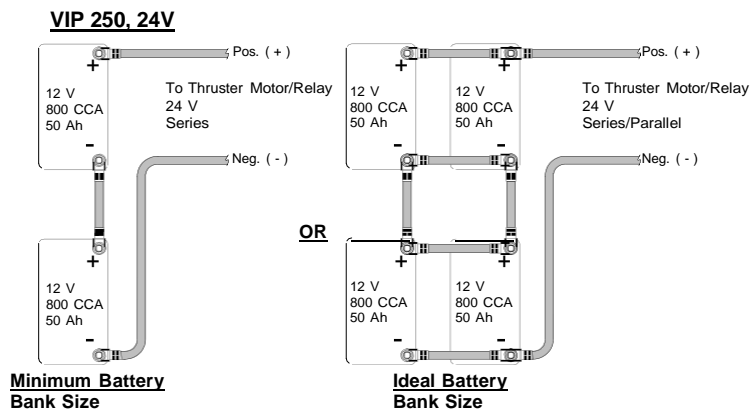 VIP 250, 24V
Pos. ( + )
+
12 V
800 CCA
50 Ah
-
To Thruster Motor/Relay
24 V
Series
Neg. ( - )
+
12 V
800 CCA
50 Ah
-
Minimum Battery
Bank Size
OR
Pos. ( + )
+
12 V
800 CCA
50 Ah
-
+
12 V
800 CCA
50 Ah
-
To Thruster Motor/Relay
24 V
Series/Parallel
Neg. ( - )
+
12 V
800 CCA
50 Ah
-
+
12 V
800 CCA
50 Ah
-
Ideal Battery
Bank Size